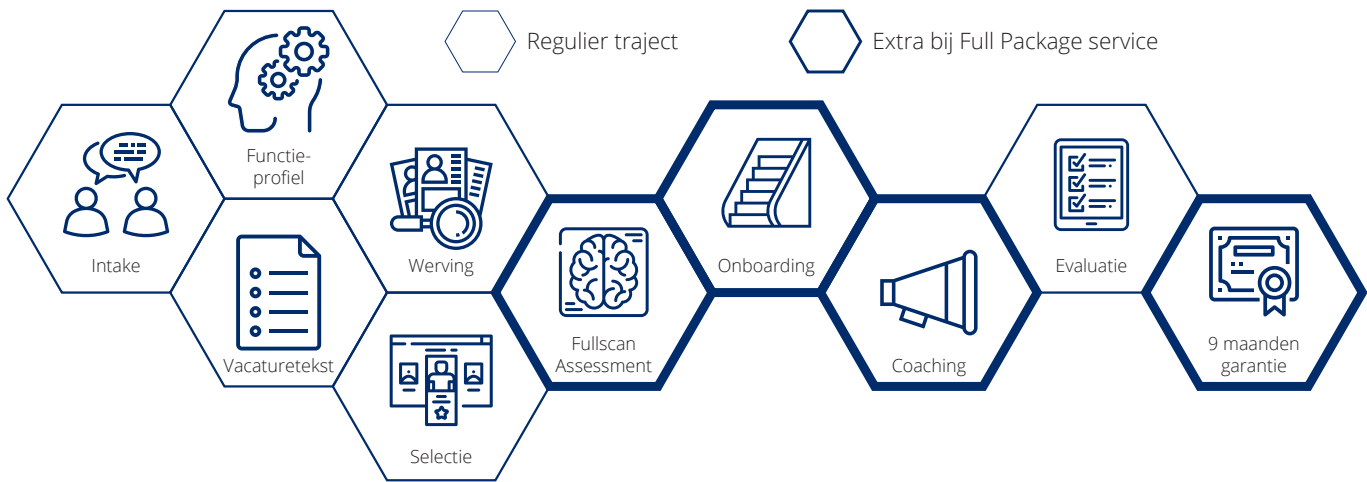 Regulier traject
Extra bij Full Package service
Intake
Functie-
profiel
Vacaturetekst
Werving
Selectie
Fullscan
Assessment
Onboarding
Coaching
Evaluatie
9 maanden
garantie